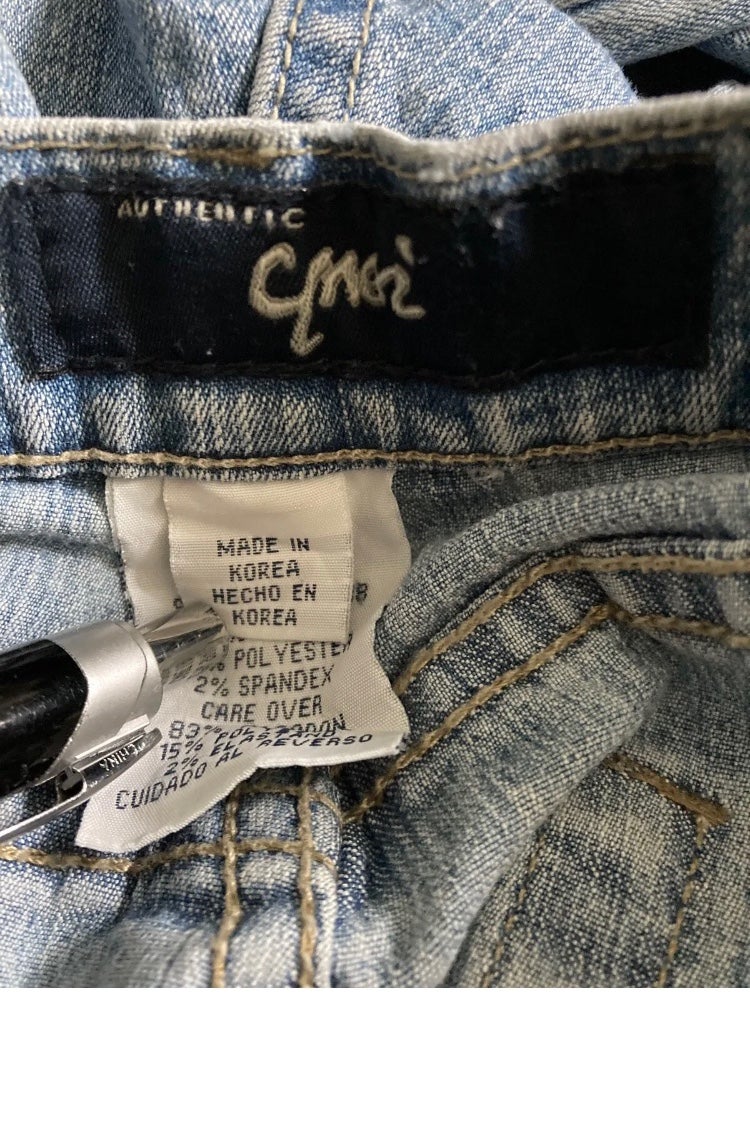 AUTHENTIC
MADE IN
KOREA
HECHO EN
KOREA
8
% POLYESTER
2% SPANDEX
CARE OVER
83%
15%
2%
REVERSO
CUIDADO AL
CHINA